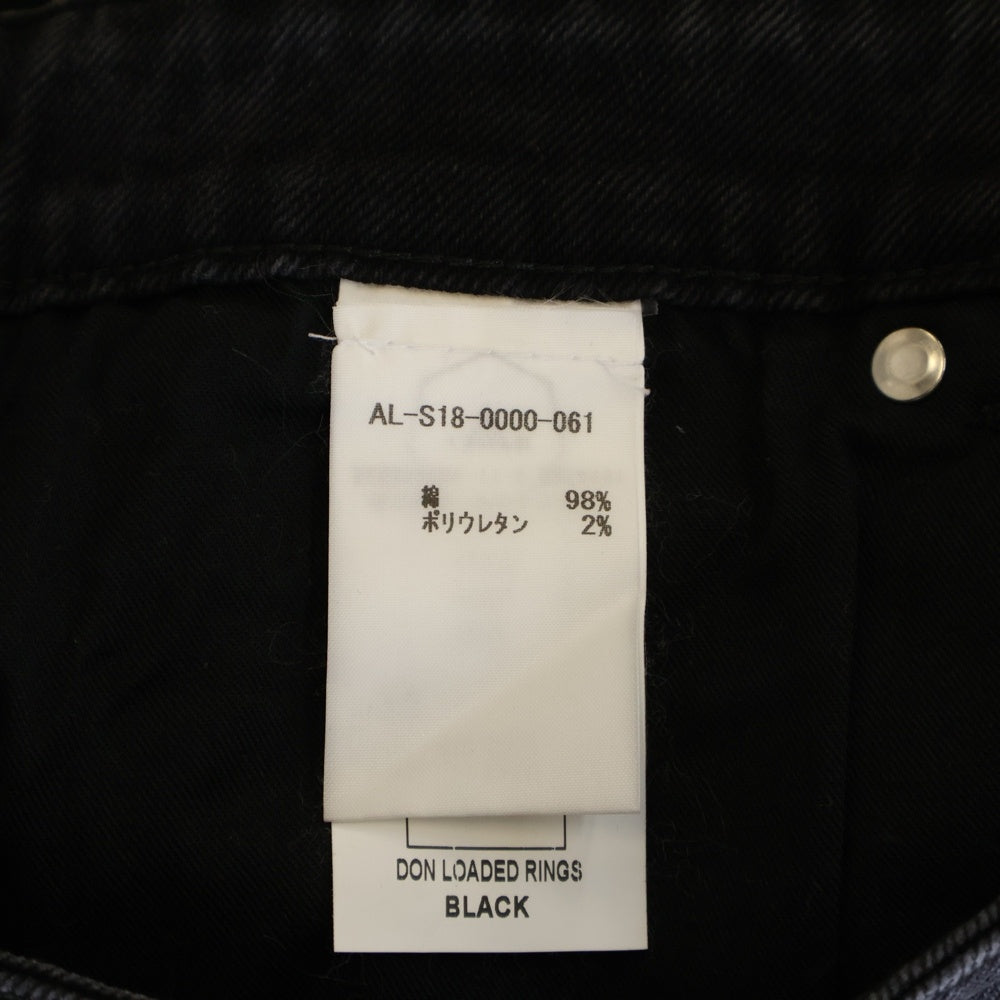 AL-S18-0000-061
綿 98%
ポリウレタン 2%
DON LOADED RINGS
BLACK